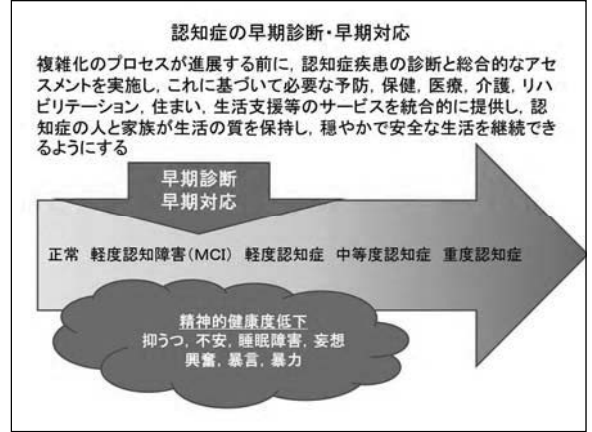 認知症の早期診断・早期対応
複雑化のプロセスが進展する前に，認知症疾患の診断と総合的なアセ
スメントを実施し，これに基づいて必要な予防，保健，医療，介護，リハ
ビリテーション，住まい，生活支援等のサービスを統合的に提供し，認
知症の人と家族が生活の質を保持し，穏やかで安全な生活を継続でき
るようにする
早期診断
早期対応
正常 軽度認知障害（MCI） 軽度認知症 中等度認知症 重度認知症
精神的健康度低下
抑うつ，不安，睡眠障害，妄想
興奮，暴言，暴力